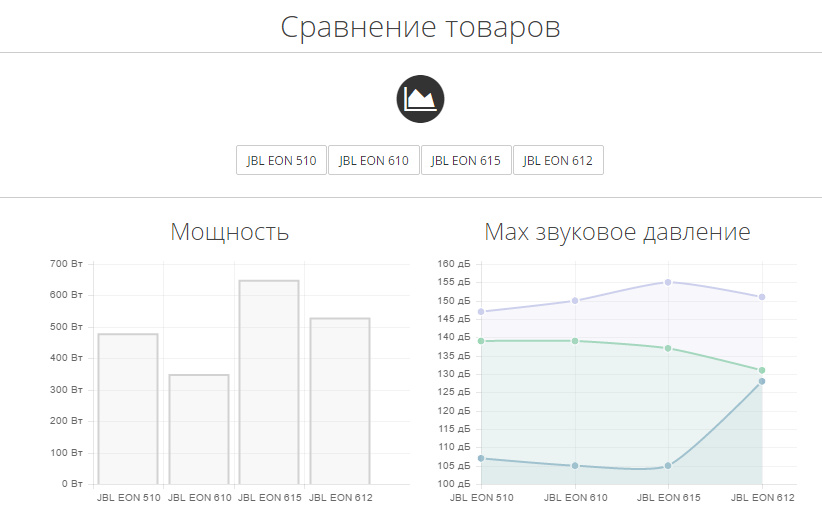 Сравнение товаров
JBL EON 510 JBL EON 610 JBL EON 615 JBL EON 612
Мощность
700 Вт
600 Вт
500 Вт
400 Вт
300 Вт
200 Вт
100 Вт
0 Вт
JBL EON 510 JBL EON 610 JBL EON 615 JBL EON 612
Max звуковое давление
160 дБ
155 дБ
150 дБ
145 дБ
140 дБ
135 дБ
130 дБ
125 дБ
120 дБ
115 дБ
110 дБ
105 дБ
100 дБ
JBL EON 510 JBL EON 610 JBL EON 615 JBL EON 612